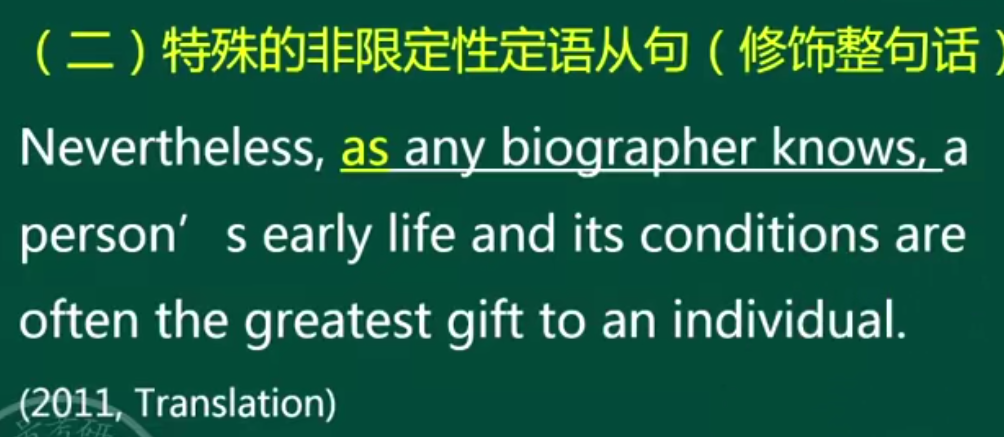 （二）特殊的非限定性定语从句（修饰整句话）
Nevertheless, as any biographer knows, a
person’ s early life and its conditions are
often the greatest gift to an individual.
(2011, Translation)